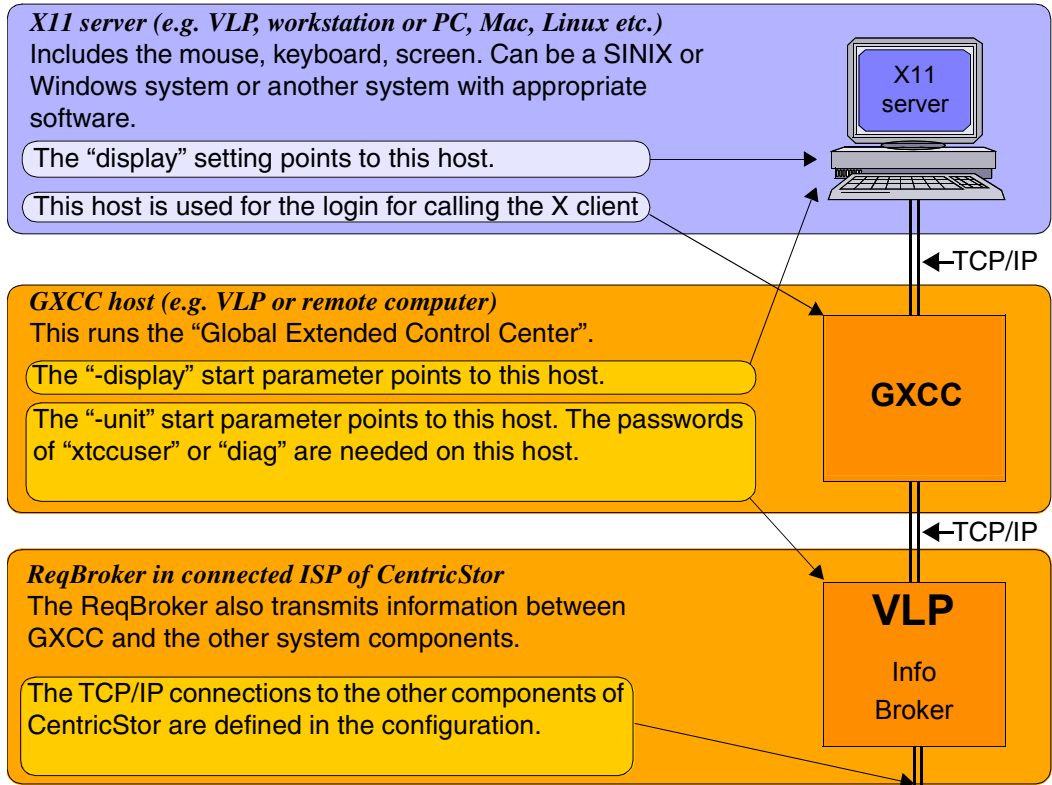 X11 server (e.g. VLP, workstation or PC, Mac, Linux etc.)
Includes the mouse, keyboard, screen. Can be a SINIX or
Windows system or another system with appropriate
software.
The “display” setting points to this host.
This host is used for the login for calling the X client
X11
server
TCP/IP
GXCC host (e.g. VLP or remote computer)
This runs the “Global Extended Control Center”.
The “-display” start parameter points to this host.
The “-unit” start parameter points to this host. The passwords
of “xtccuser” or “diag” are needed on this host.
GXCC
TCP/IP
ReqBroker in connected ISP of CentricStor
The ReqBroker also transmits information between
GXCC and the other system components.
The TCP/IP connections to the other components of
CentricStor are defined in the configuration.
VLP
Info
Broker